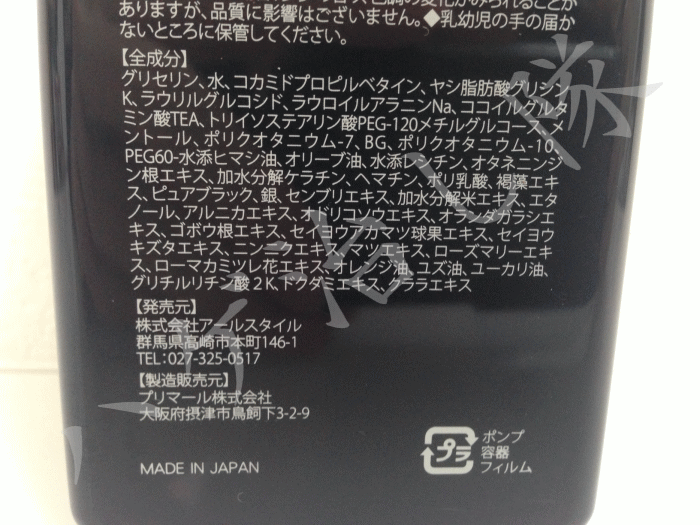 ありますが、品質に影響はございません。◆乳幼児の手の届か
ないところに保管してください。
【全成分】
グリセリン、水、コカミドプロピルベタイン、ヤシ脂肪酸グリシン
K、ラウリルグルコシド、ラウロイルアラニンNa、ココイルグルタ
ミン酸TEA、トリイソステアリン酸PEG-120メチルグルコース、メ
ントール、ポリクオタニウム-7、BG、ポリクオタニウム-10、
PEG60-水添ヒマシ油、オリーブ油、水添レシチン、オタネニンジ
ン根エキス、加水分解ケラチン、ヘマチン、ポリ乳酸、褐藻エキ
ス、ピュアブラック、銀、センブリエキス、加水分解米エキス、エタ
ノール、アルニカエキス、オドリコソウエキス、オランダガラシエ
キス、ゴボウ根エキス、セイヨウアカマツ球果エキス、セイヨウ
キズタエキス、ニンニクエキス、マツエキス、ローズマリーエキ
ス、ローマカミツレ花エキス、オレンジ油、ユズ油、ユーカリ油、
グリチルリチン酸２K、ドクダミエキス、クララエキス
【発売元】
株式会社アールスタイル
群馬県高崎市本町146-1
TEL:027-325-0517
【製造販売元】
プリマール株式会社
大阪府摂津市鳥飼下3-2-9
MADE IN JAPAN
プラ
ポンプ
容器
フィルム